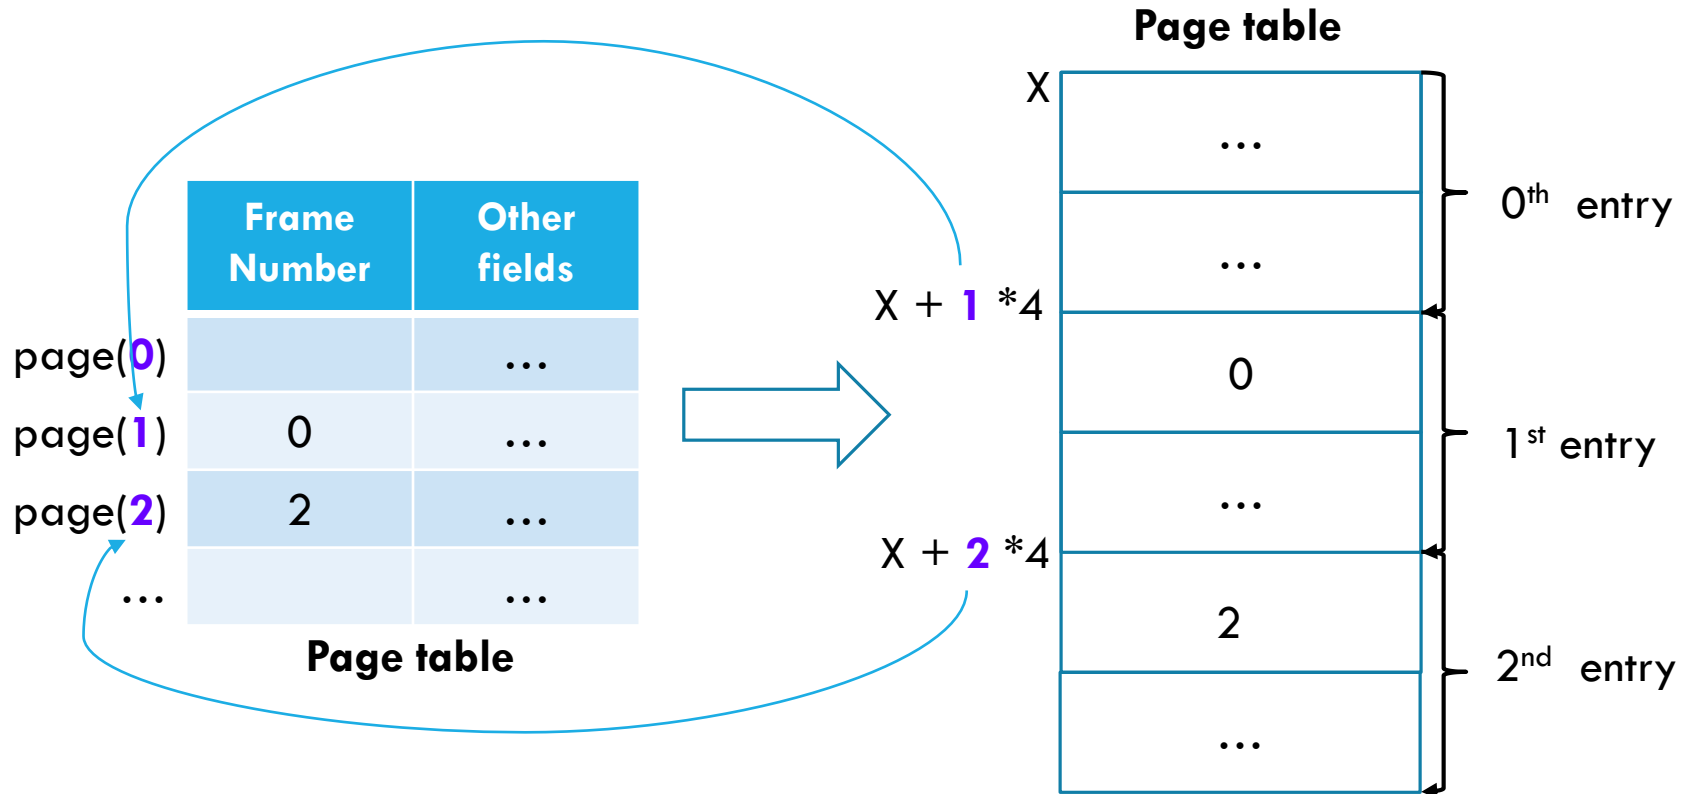 Page table
Frame Number
Other fields
page(0)
...
page(1)
0
...
page(2)
2
...
...
...
Page table
X
...
...
0th entry
X + 1 *4
0
...
1st entry
X + 2 *4
2
...
2nd entry